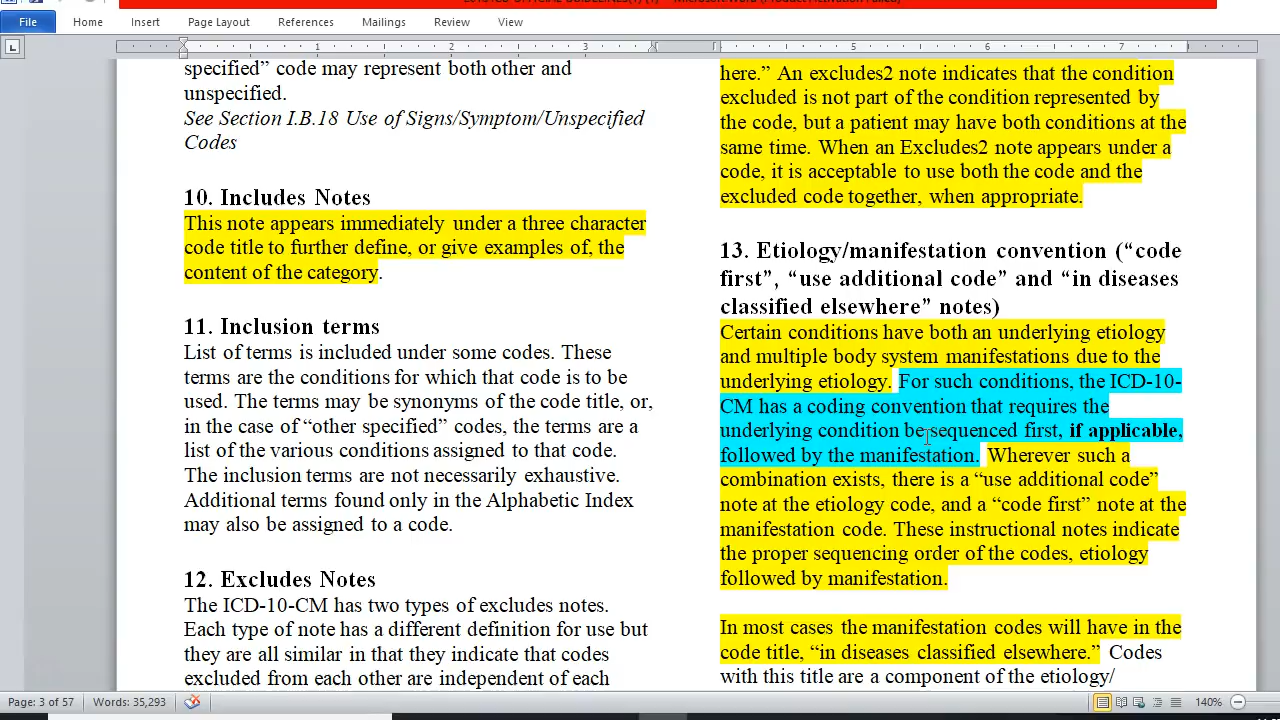 File Home Insert Page Layout References Mailings Review View
1 2 3 5 6 7
specified” code may represent both other and
unspecified.
See Section I.B.18 Use of Signs/Symptom/Unspecified
Codes
10. Includes Notes
This note appears immediately under a three character
code title to further define, or give examples of, the
content of the category.
11. Inclusion terms
List of terms is included under some codes. These
terms are the conditions for which that code is to be
used. The terms may be synonyms of the code title, or,
in the case of “other specified” codes, the terms are a
list of the various conditions assigned to that code.
The inclusion terms are not necessarily exhaustive.
Additional terms found only in the Alphabetic Index
may also be assigned to a code.
12. Excludes Notes
The ICD-10-CM has two types of excludes notes.
Each type of note has a different definition for use but
they are all similar in that they indicate that codes
excluded from each other are independent of each
here.” An excludes2 note indicates that the condition
excluded is not part of the condition represented by
the code, but a patient may have both conditions at the
same time. When an Excludes2 note appears under a
code, it is acceptable to use both the code and the
excluded code together, when appropriate.
13. Etiology/manifestation convention (“code
first”, “use additional code” and “in diseases
classified elsewhere” notes)
Certain conditions have both an underlying etiology
and multiple body system manifestations due to the
underlying etiology. For such conditions, the ICD-10-
CM has a coding convention that requires the
underlying condition be sequenced first, if applicable,
followed by the manifestation. Wherever such a
combination exists, there is a “use additional code”
note at the etiology code, and a “code first” note at the
manifestation code. These instructional notes indicate
the proper sequencing order of the codes, etiology
followed by manifestation.
In most cases the manifestation codes will have in the
code title, “in diseases classified elsewhere.” Codes
with this title are a component of the etiology/
Page: 3 of 57 Words: 35,293 140%